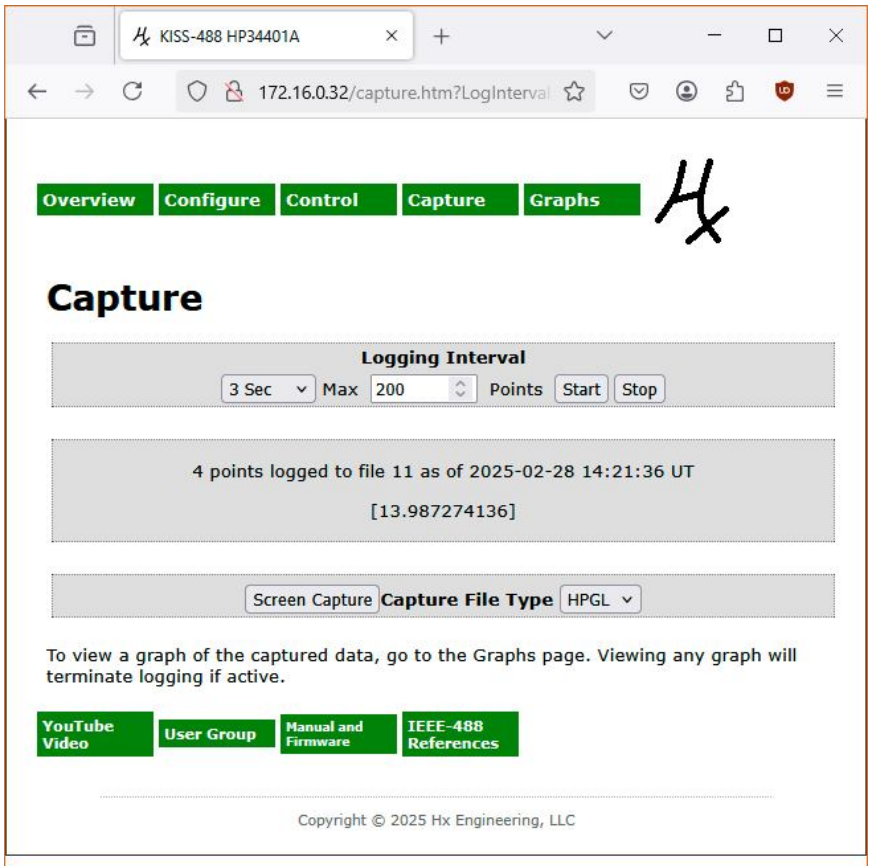 KISS-488 HP34401A
172.16.0.32/capture.htm?LogInterval
Overview Configure Control Capture Graphs
Hx
Capture
Logging Interval
3 Sec Max 200 Points Start Stop
4 points logged to file 11 as of 2025-02-28 14:21:36 UT
[13.987274136]
Screen Capture Capture File Type HPGL
To view a graph of the captured data, go to the Graphs page. Viewing any graph will
terminate logging if active.
YouTube Video
User Group
Manual and Firmware
IEEE-488 References
Copyright © 2025 Hx Engineering, LLC